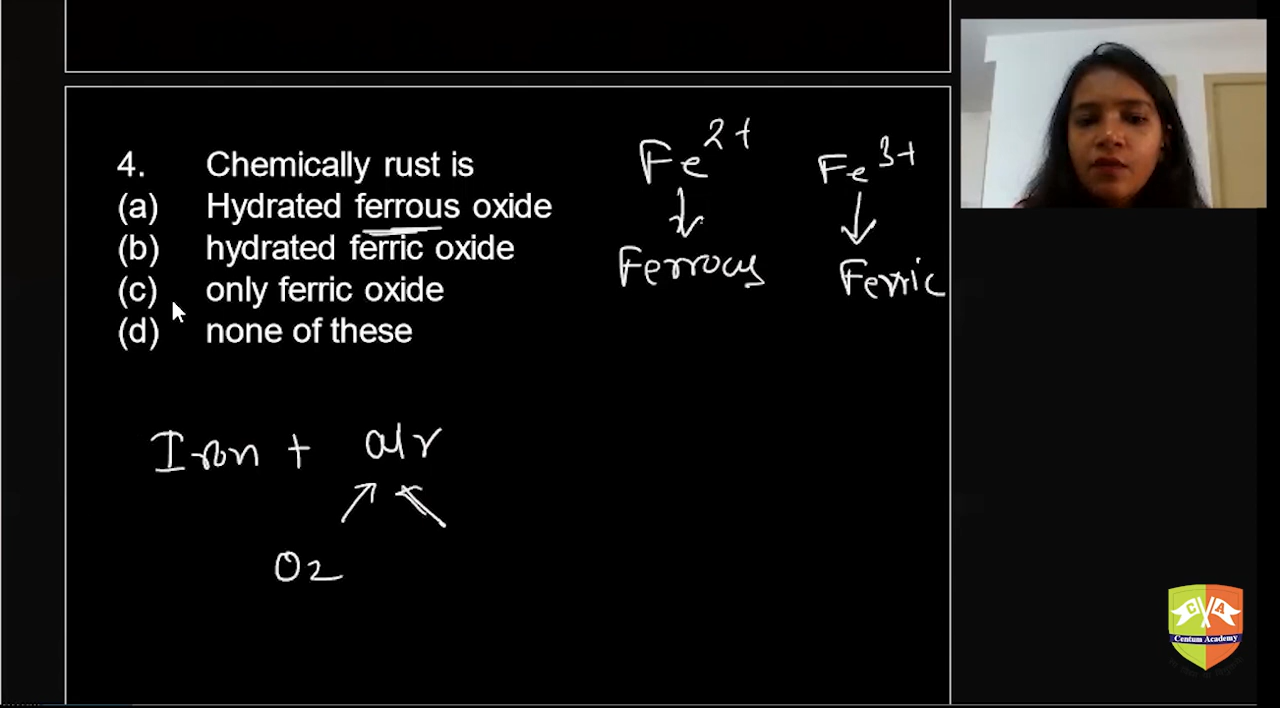 4. Chemically rust is
(a) Hydrated ferrous oxide
(b) hydrated ferric oxide
(c) only ferric oxide
(d) none of these
Fe2+ Fe3+
Ferrous Ferric
Iron + air
O2
CA
Centum Academy